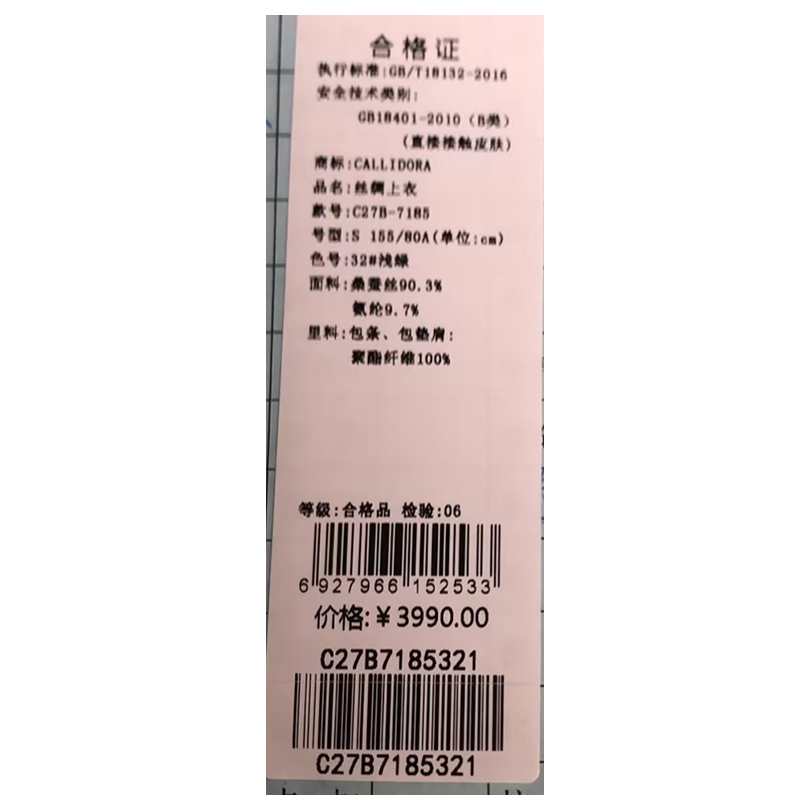 合格证
执行标准:GB/T18132-2016
安全技术类别:
GB18401-2010（B类）
(直接接触皮肤)
商标:CALLIDORA
品名:丝绸上衣
款号:C27B-7185
号型:S 155/80A(单位:cm)
色号:32#浅绿
面料:桑蚕丝90.3%
氨纶9.7%
里料:包条、包垫肩:
聚酯纤维100%
等级:合格品 检验:06
6 927966 152533
价格:￥3990.00
C27B7185321
C27B7185321